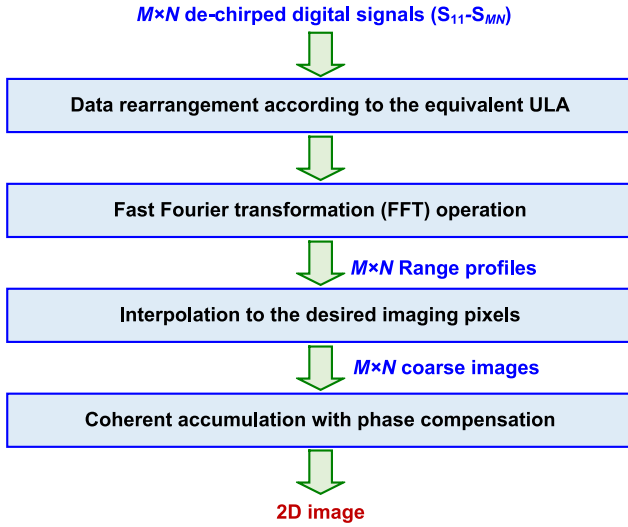 M×N de-chirped digital signals (S₁₁-S_MN)
Data rearrangement according to the equivalent ULA
Fast Fourier transformation (FFT) operation
M×N Range profiles
Interpolation to the desired imaging pixels
M×N coarse images
Coherent accumulation with phase compensation
2D image